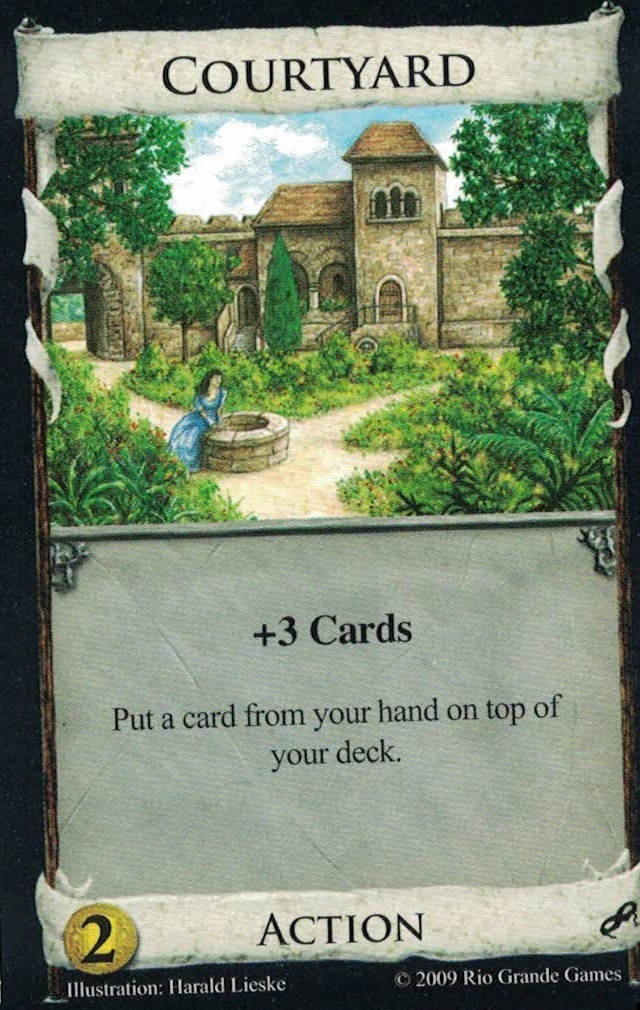 COURTYARD
+3 Cards
Put a card from your hand on top of
your deck.
2
ACTION
Illustration: Harald Lieske
© 2009 Rio Grande Games